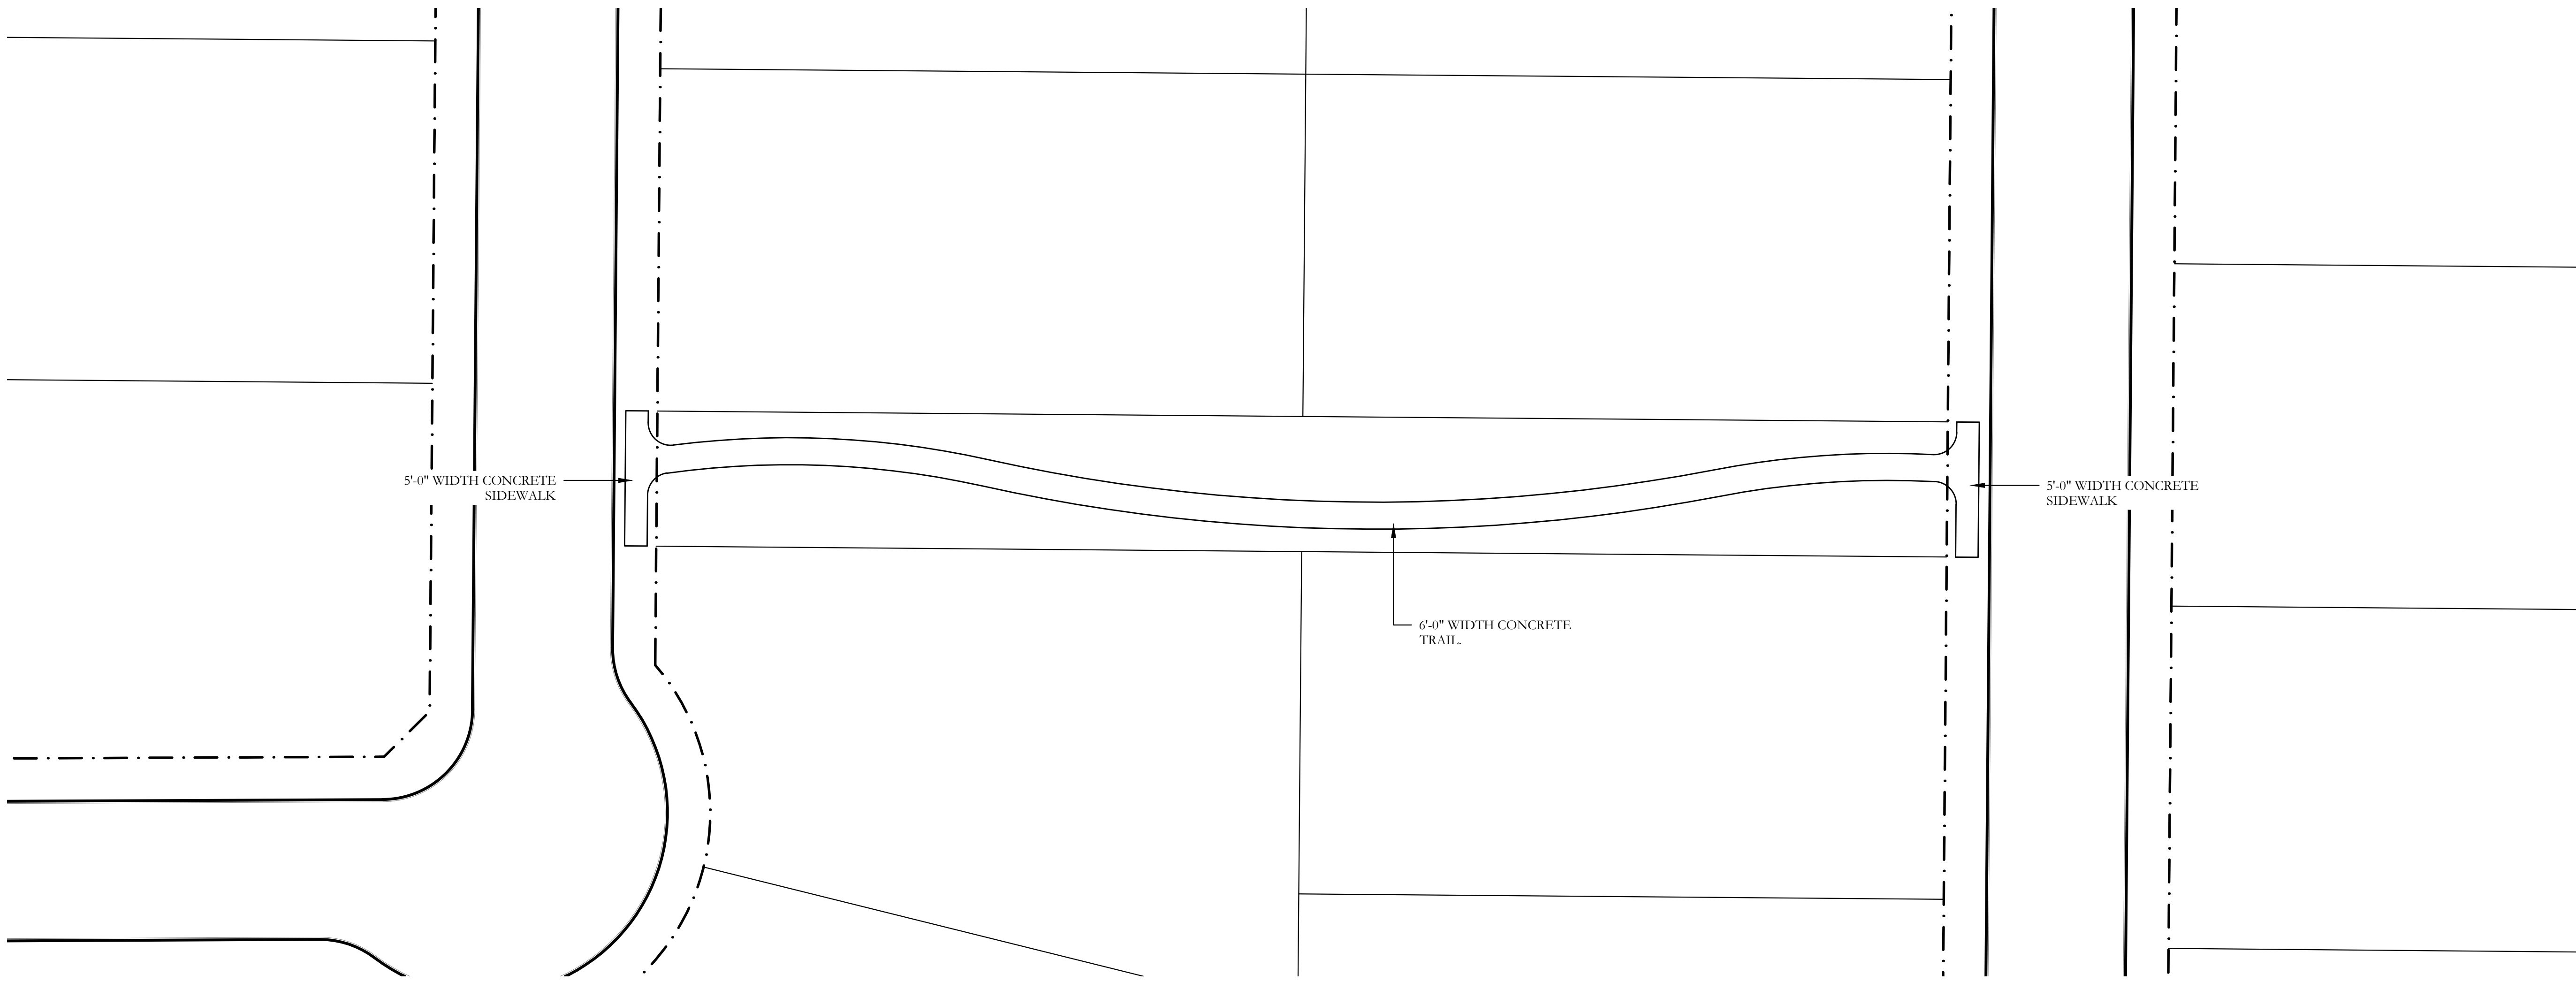 5'-0" WIDTH CONCRETE
SIDEWALK
5'-0" WIDTH CONCRETE
SIDEWALK
6'-0" WIDTH CONCRETE
TRAIL.